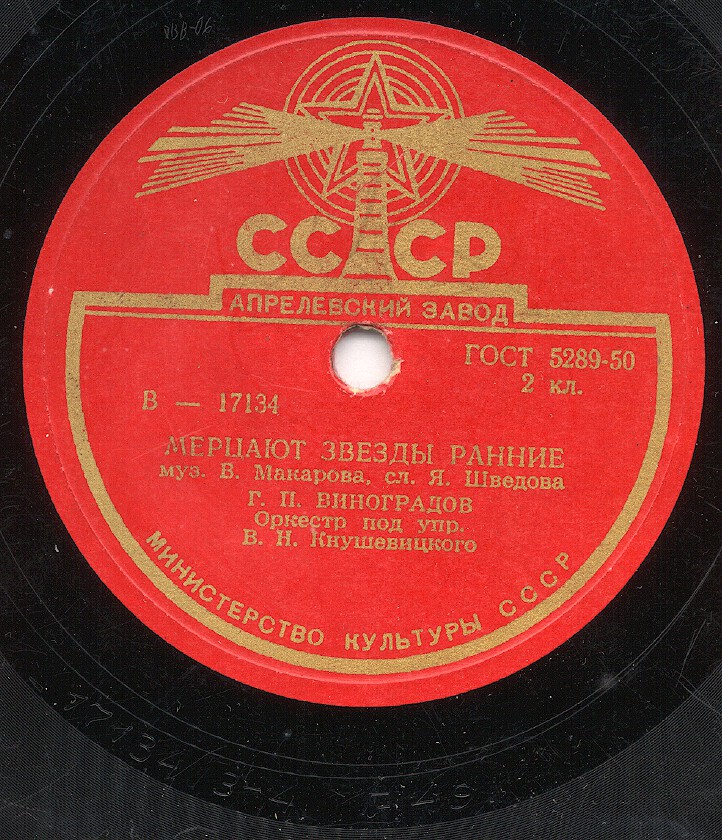 СССР
АПРЕЛЕВСКИЙ ЗАВОД
ГОСТ 5289-50
2 кл.
В — 17134
МЕРЦАЮТ ЗВЕЗДЫ РАННИЕ
муз. В. Макарова, сл. Я. Шведова
Г. П. ВИНОГРАДОВ
Оркестр под упр.
В. Н. Кнушевицкого
МИНИСТЕРСТВО КУЛЬТУРЫ СССР
17134